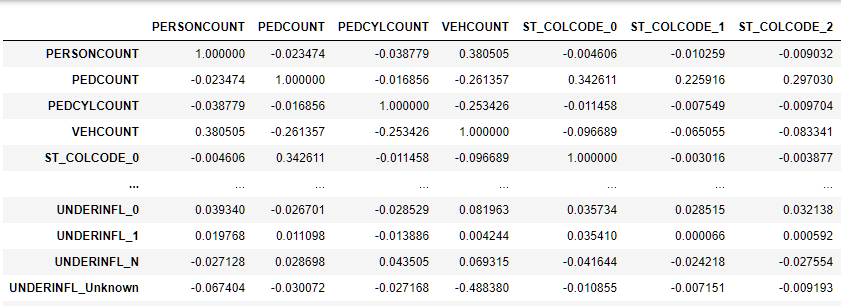 PERSONCOUNT PEDCOUNT PEDCYLCOUNT VEHCOUNT ST_COLCODE_0 ST_COLCODE_1 ST_COLCODE_2
PERSONCOUNT 1.000000 -0.023474 -0.038779 0.380505 -0.004606 -0.010259 -0.009032
PEDCOUNT -0.023474 1.000000 -0.016856 -0.261357 0.342611 0.225916 0.297030
PEDCYLCOUNT -0.038779 -0.016856 1.000000 -0.253426 -0.011458 -0.007549 -0.009704
VEHCOUNT 0.380505 -0.261357 -0.253426 1.000000 -0.096689 -0.065055 -0.083341
ST_COLCODE_0 -0.004606 0.342611 -0.011458 -0.096689 1.000000 -0.003016 -0.003877
... ... ... ... ... ... ... ...
UNDERINFL_0 0.039340 -0.026701 -0.028529 0.081963 0.035734 0.028515 0.032138
UNDERINFL_1 0.019768 0.011098 -0.013886 0.004244 0.035410 0.000066 0.000592
UNDERINFL_N -0.027128 0.028698 0.043505 0.069315 -0.041644 -0.024218 -0.027554
UNDERINFL_Unknown -0.067404 -0.030072 -0.027168 -0.488380 -0.010855 -0.007151 -0.009193